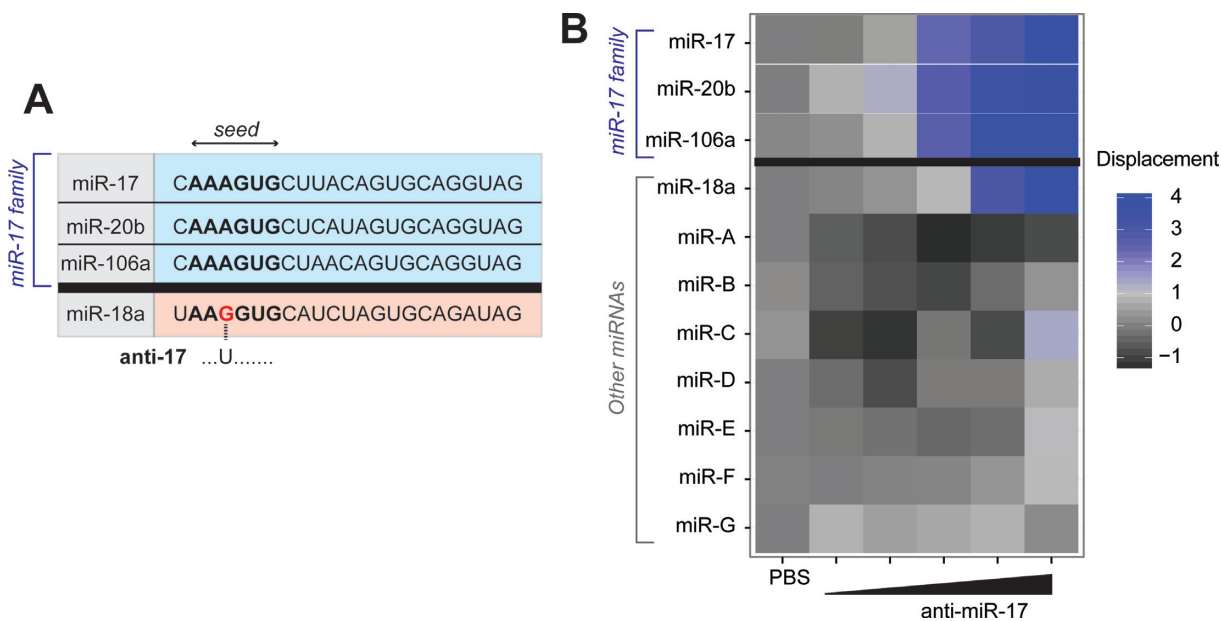 A
seed
miR-17 family
miR-17 CAAAGUGCUUACAGUGCAGGUAG
miR-20b CAAAGUGCUCAUAGUGCAGGUAG
miR-106a CAAAGUGCUAACAGUGCAGGUAG
miR-18a UAAGGUGCAUCUAGUGCAGAUAG
anti-17 ...U.......
B
miR-17 family
miR-17
miR-20b
miR-106a
Other miRNAs
miR-18a
miR-A
miR-B
miR-C
miR-D
miR-E
miR-F
miR-G
PBS
anti-miR-17
Displacement
4
3
2
1
0
−1